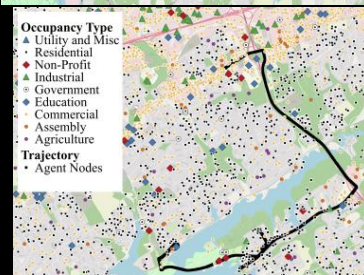 Occupancy Type
Utility and Misc
Residential
Non-Profit
Industrial
Government
Education
Commercial
Assembly
Agriculture
Trajectory
Agent Nodes